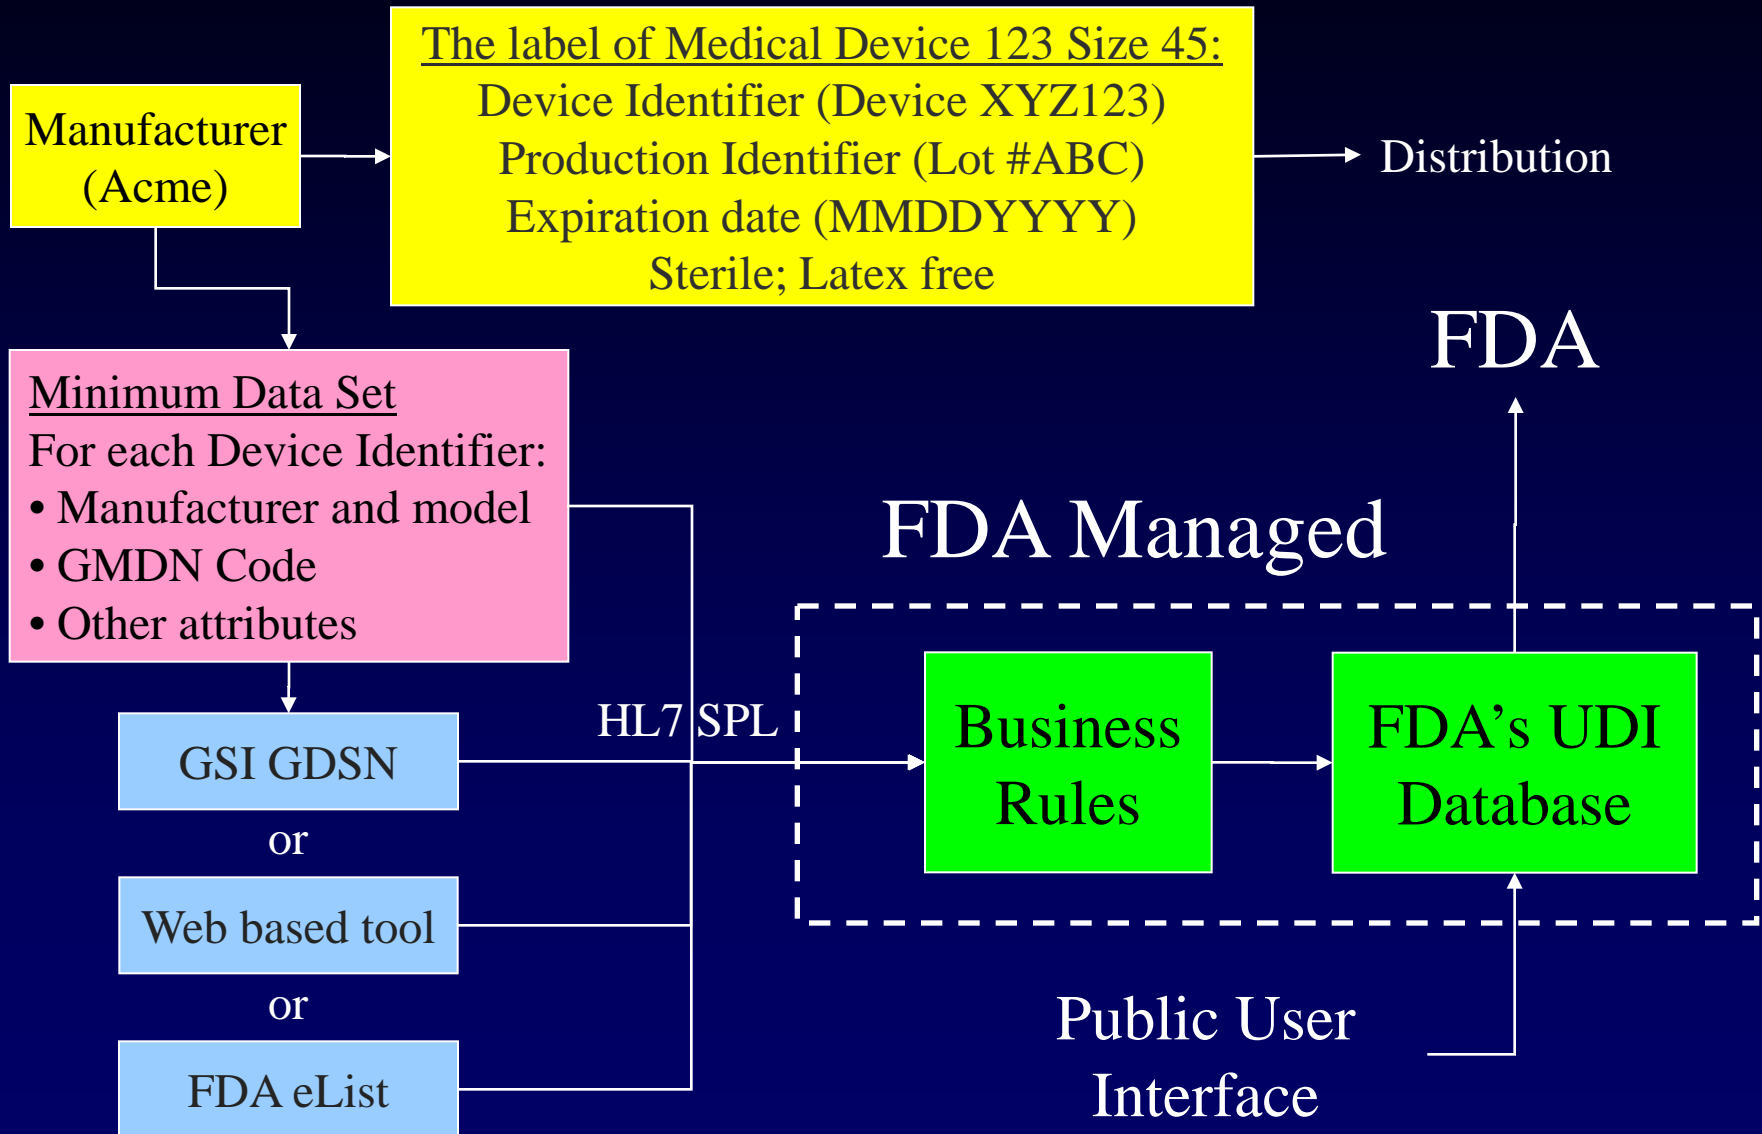 The label of Medical Device 123 Size 45:
Device Identifier (Device XYZ123)
Production Identifier (Lot #ABC)
Expiration date (MMDDYYYY)
Sterile; Latex free
Manufacturer
(Acme)
Distribution
FDA
Minimum Data Set
For each Device Identifier:
• Manufacturer and model
• GMDN Code
• Other attributes
FDA Managed
HL7 SPL
Business
Rules
FDA’s UDI
Database
GSI GDSN
or
Web based tool
or
FDA eList
Public User
Interface